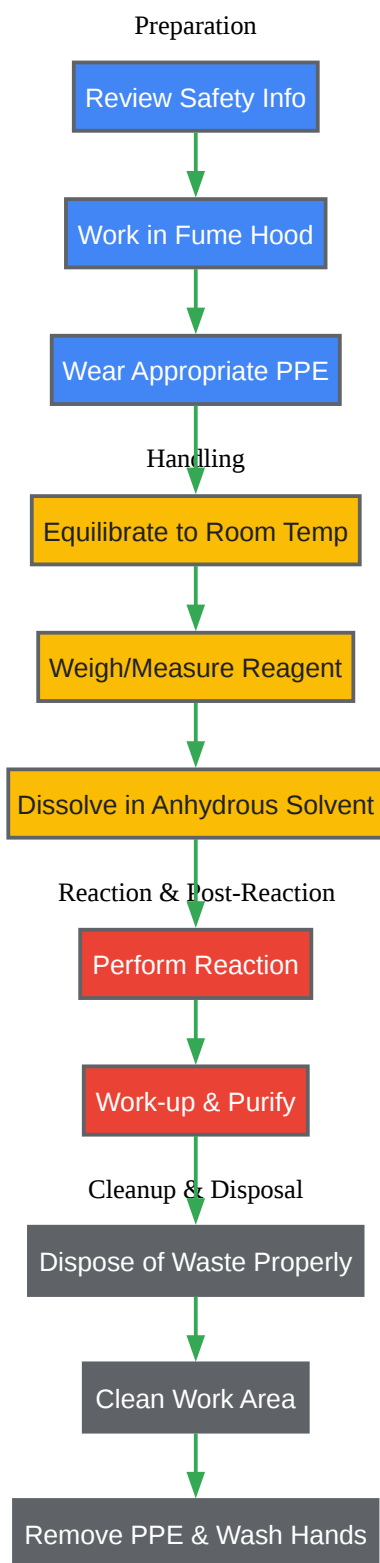 Preparation
Review Safety Info
Work in Fume Hood
Wear Appropriate PPE
Handling
Equilibrate to Room Temp
Weigh/Measure Reagent
Dissolve in Anhydrous Solvent
Reaction & Post-Reaction
Perform Reaction
Work-up & Purify
Cleanup & Disposal
Dispose of Waste Properly
Clean Work Area
Remove PPE & Wash Hands